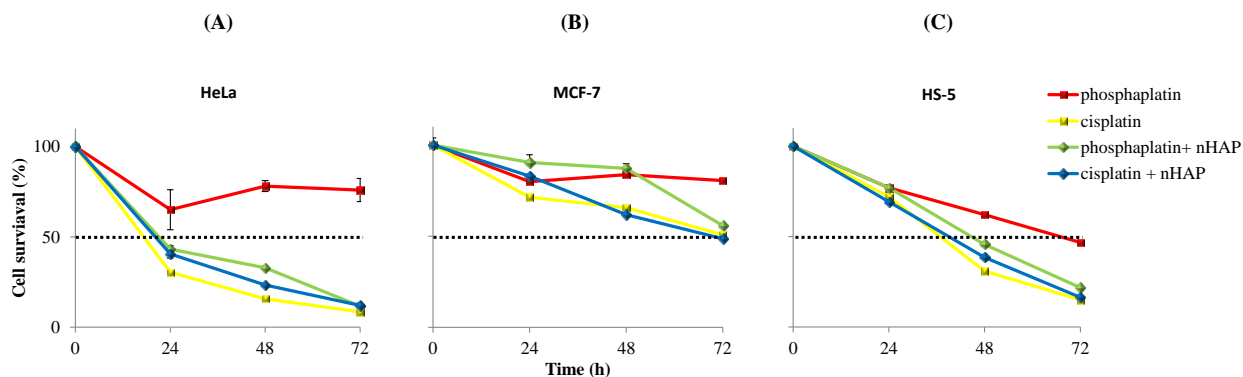 (A)
(B)
(C)
HeLa
MCF-7
HS-5
phosphaplatin
cisplatin
phosphaplatin+ nHAP
cisplatin + nHAP
Cell surviaval (%)
100
50
0
0
24
48
72
0
24
48
72
0
24
48
72
Time (h)